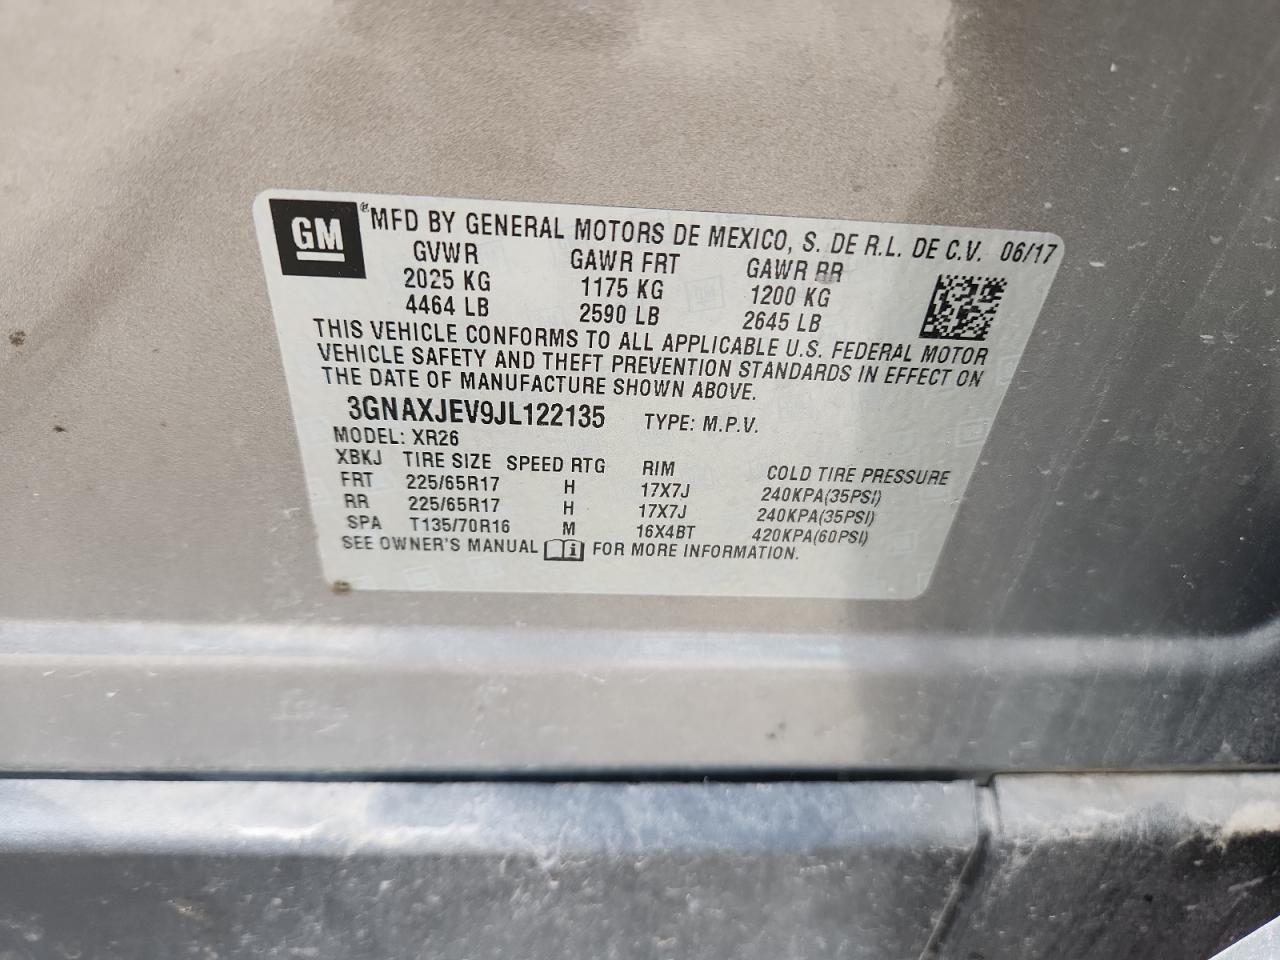 GM ® MFD BY GENERAL MOTORS DE MEXICO, S. DE R.L. DE C.V. 06/17
GVWR GAWR FRT GAWR RR
2025 KG 1175 KG 1200 KG
4464 LB 2590 LB 2645 LB
THIS VEHICLE CONFORMS TO ALL APPLICABLE U.S. FEDERAL MOTOR
VEHICLE SAFETY AND THEFT PREVENTION STANDARDS IN EFFECT ON
THE DATE OF MANUFACTURE SHOWN ABOVE.
3GNAXJEV9JL122135 TYPE: M.P.V.
MODEL: XR26
XBKJ TIRE SIZE SPEED RTG RIM COLD TIRE PRESSURE
FRT 225/65R17 H 17X7J 240KPA(35PSI)
RR 225/65R17 H 17X7J 240KPA(35PSI)
SPA T135/70R16 M 16X4BT 420KPA(60PSI)
SEE OWNER'S MANUAL i FOR MORE INFORMATION.